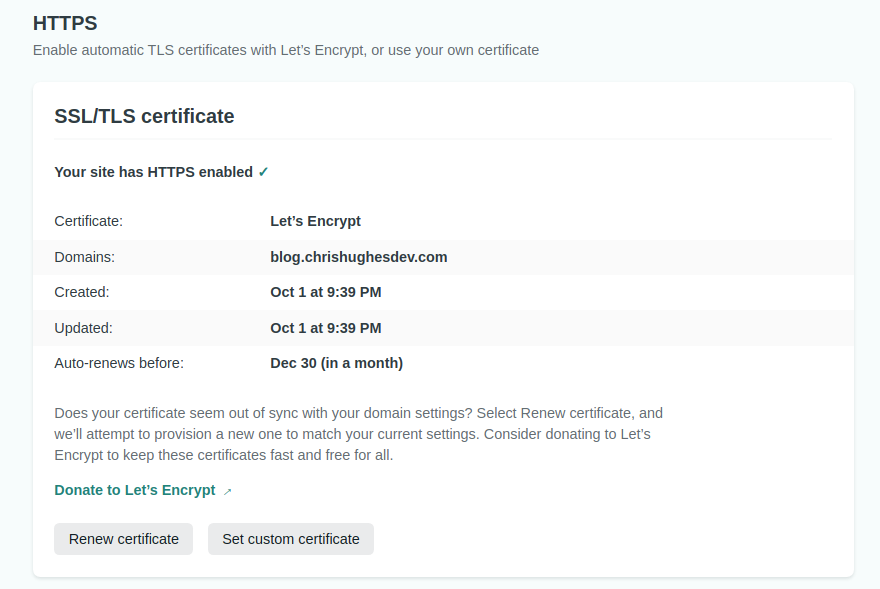 HTTPS
Enable automatic TLS certificates with Let’s Encrypt, or use your own certificate
SSL/TLS certificate
Your site has HTTPS enabled ✓
Certificate: Let’s Encrypt
Domains: blog.chrishughesdev.com
Created: Oct 1 at 9:39 PM
Updated: Oct 1 at 9:39 PM
Auto-renews before: Dec 30 (in a month)
Does your certificate seem out of sync with your domain settings? Select Renew certificate, and
we’ll attempt to provision a new one to match your current settings. Consider donating to Let’s
Encrypt to keep these certificates fast and free for all.
Donate to Let’s Encrypt ↗
Renew certificate Set custom certificate